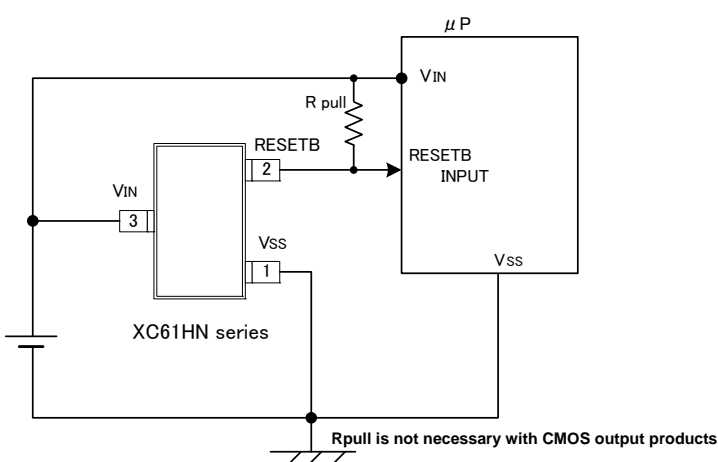 μ P
VIN
R pull
RESETB
2
RESETB
INPUT
VIN
3
VSS
1
VSS
XC61HN series
Rpull is not necessary with CMOS output products